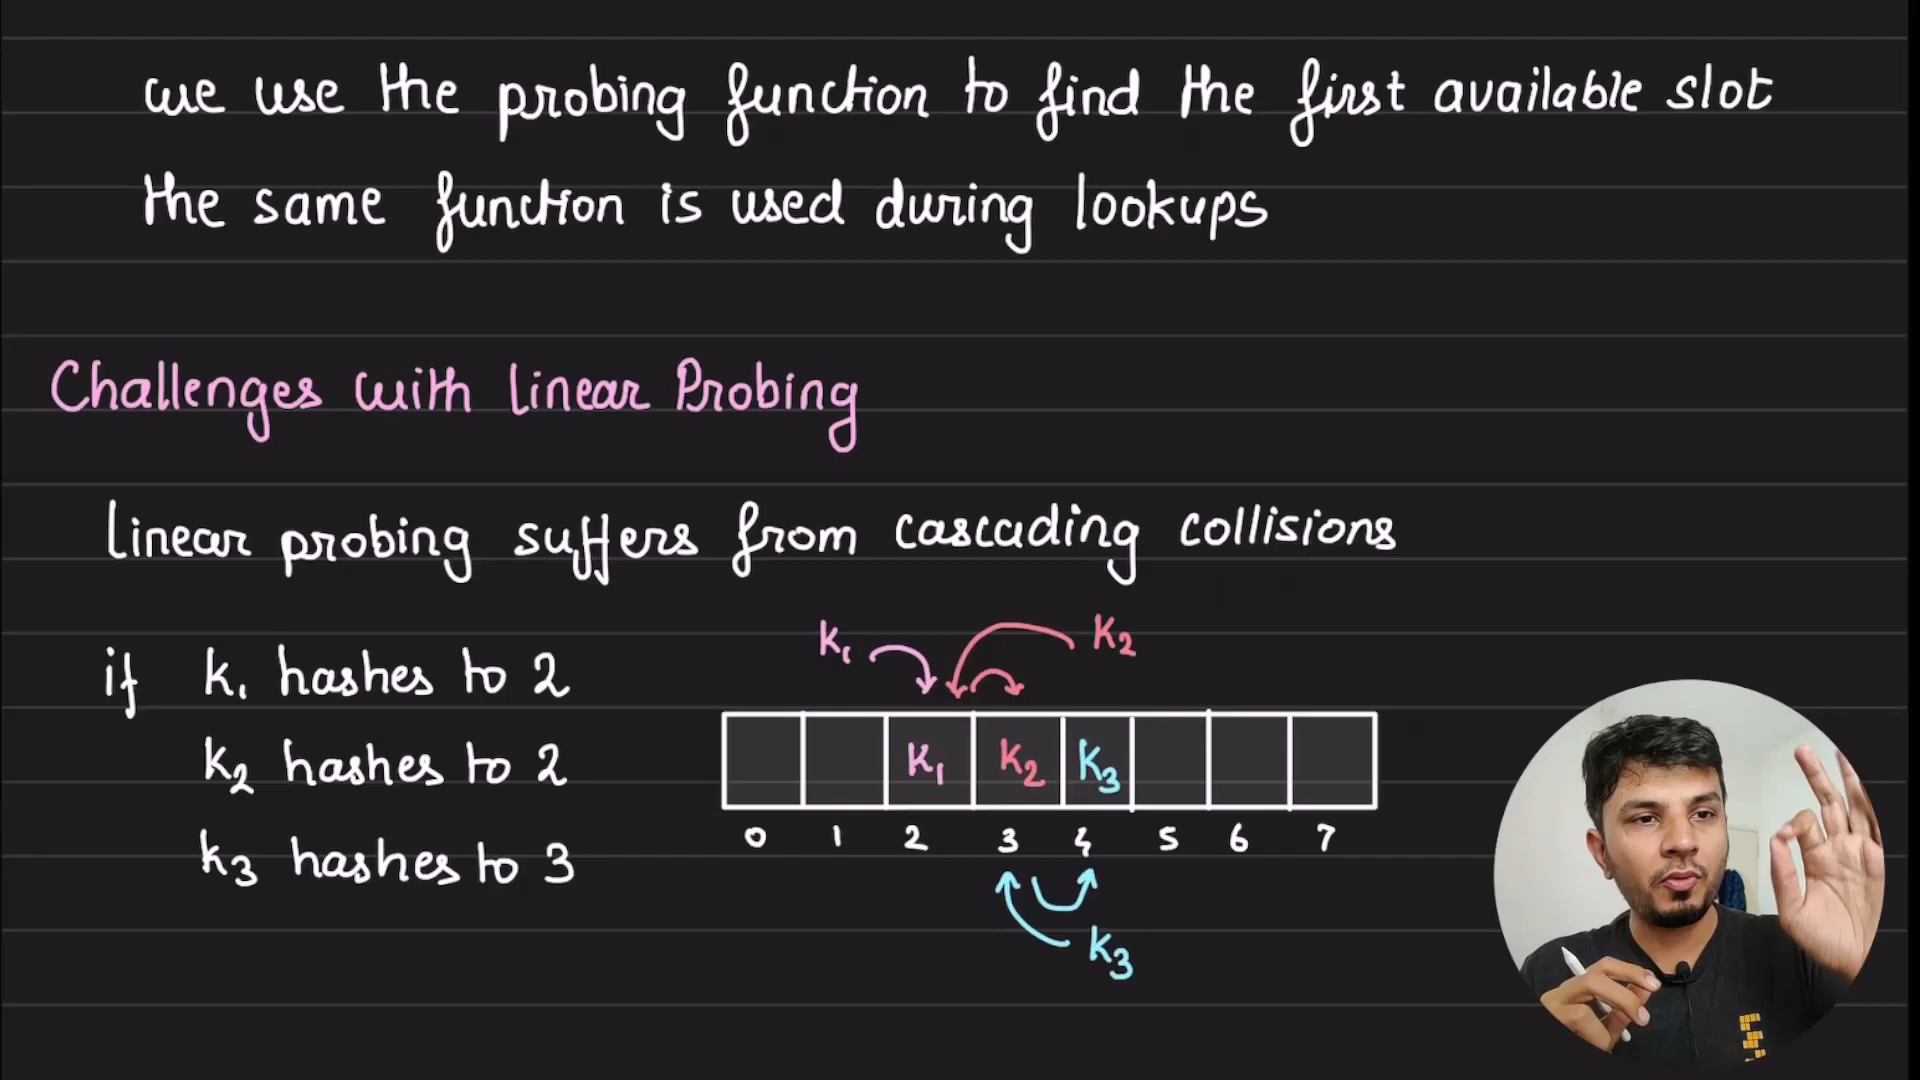 we use the probing function to find the first available slot
the same function is used during lookups
Challenges with Linear Probing
linear probing suffers from cascading collisions
if k₁ hashes to 2
k₂ hashes to 2
k₃ hashes to 3
k₁ k₂
k₁ k₂ k₃
0 1 2 3 4 5 6 7
k₃